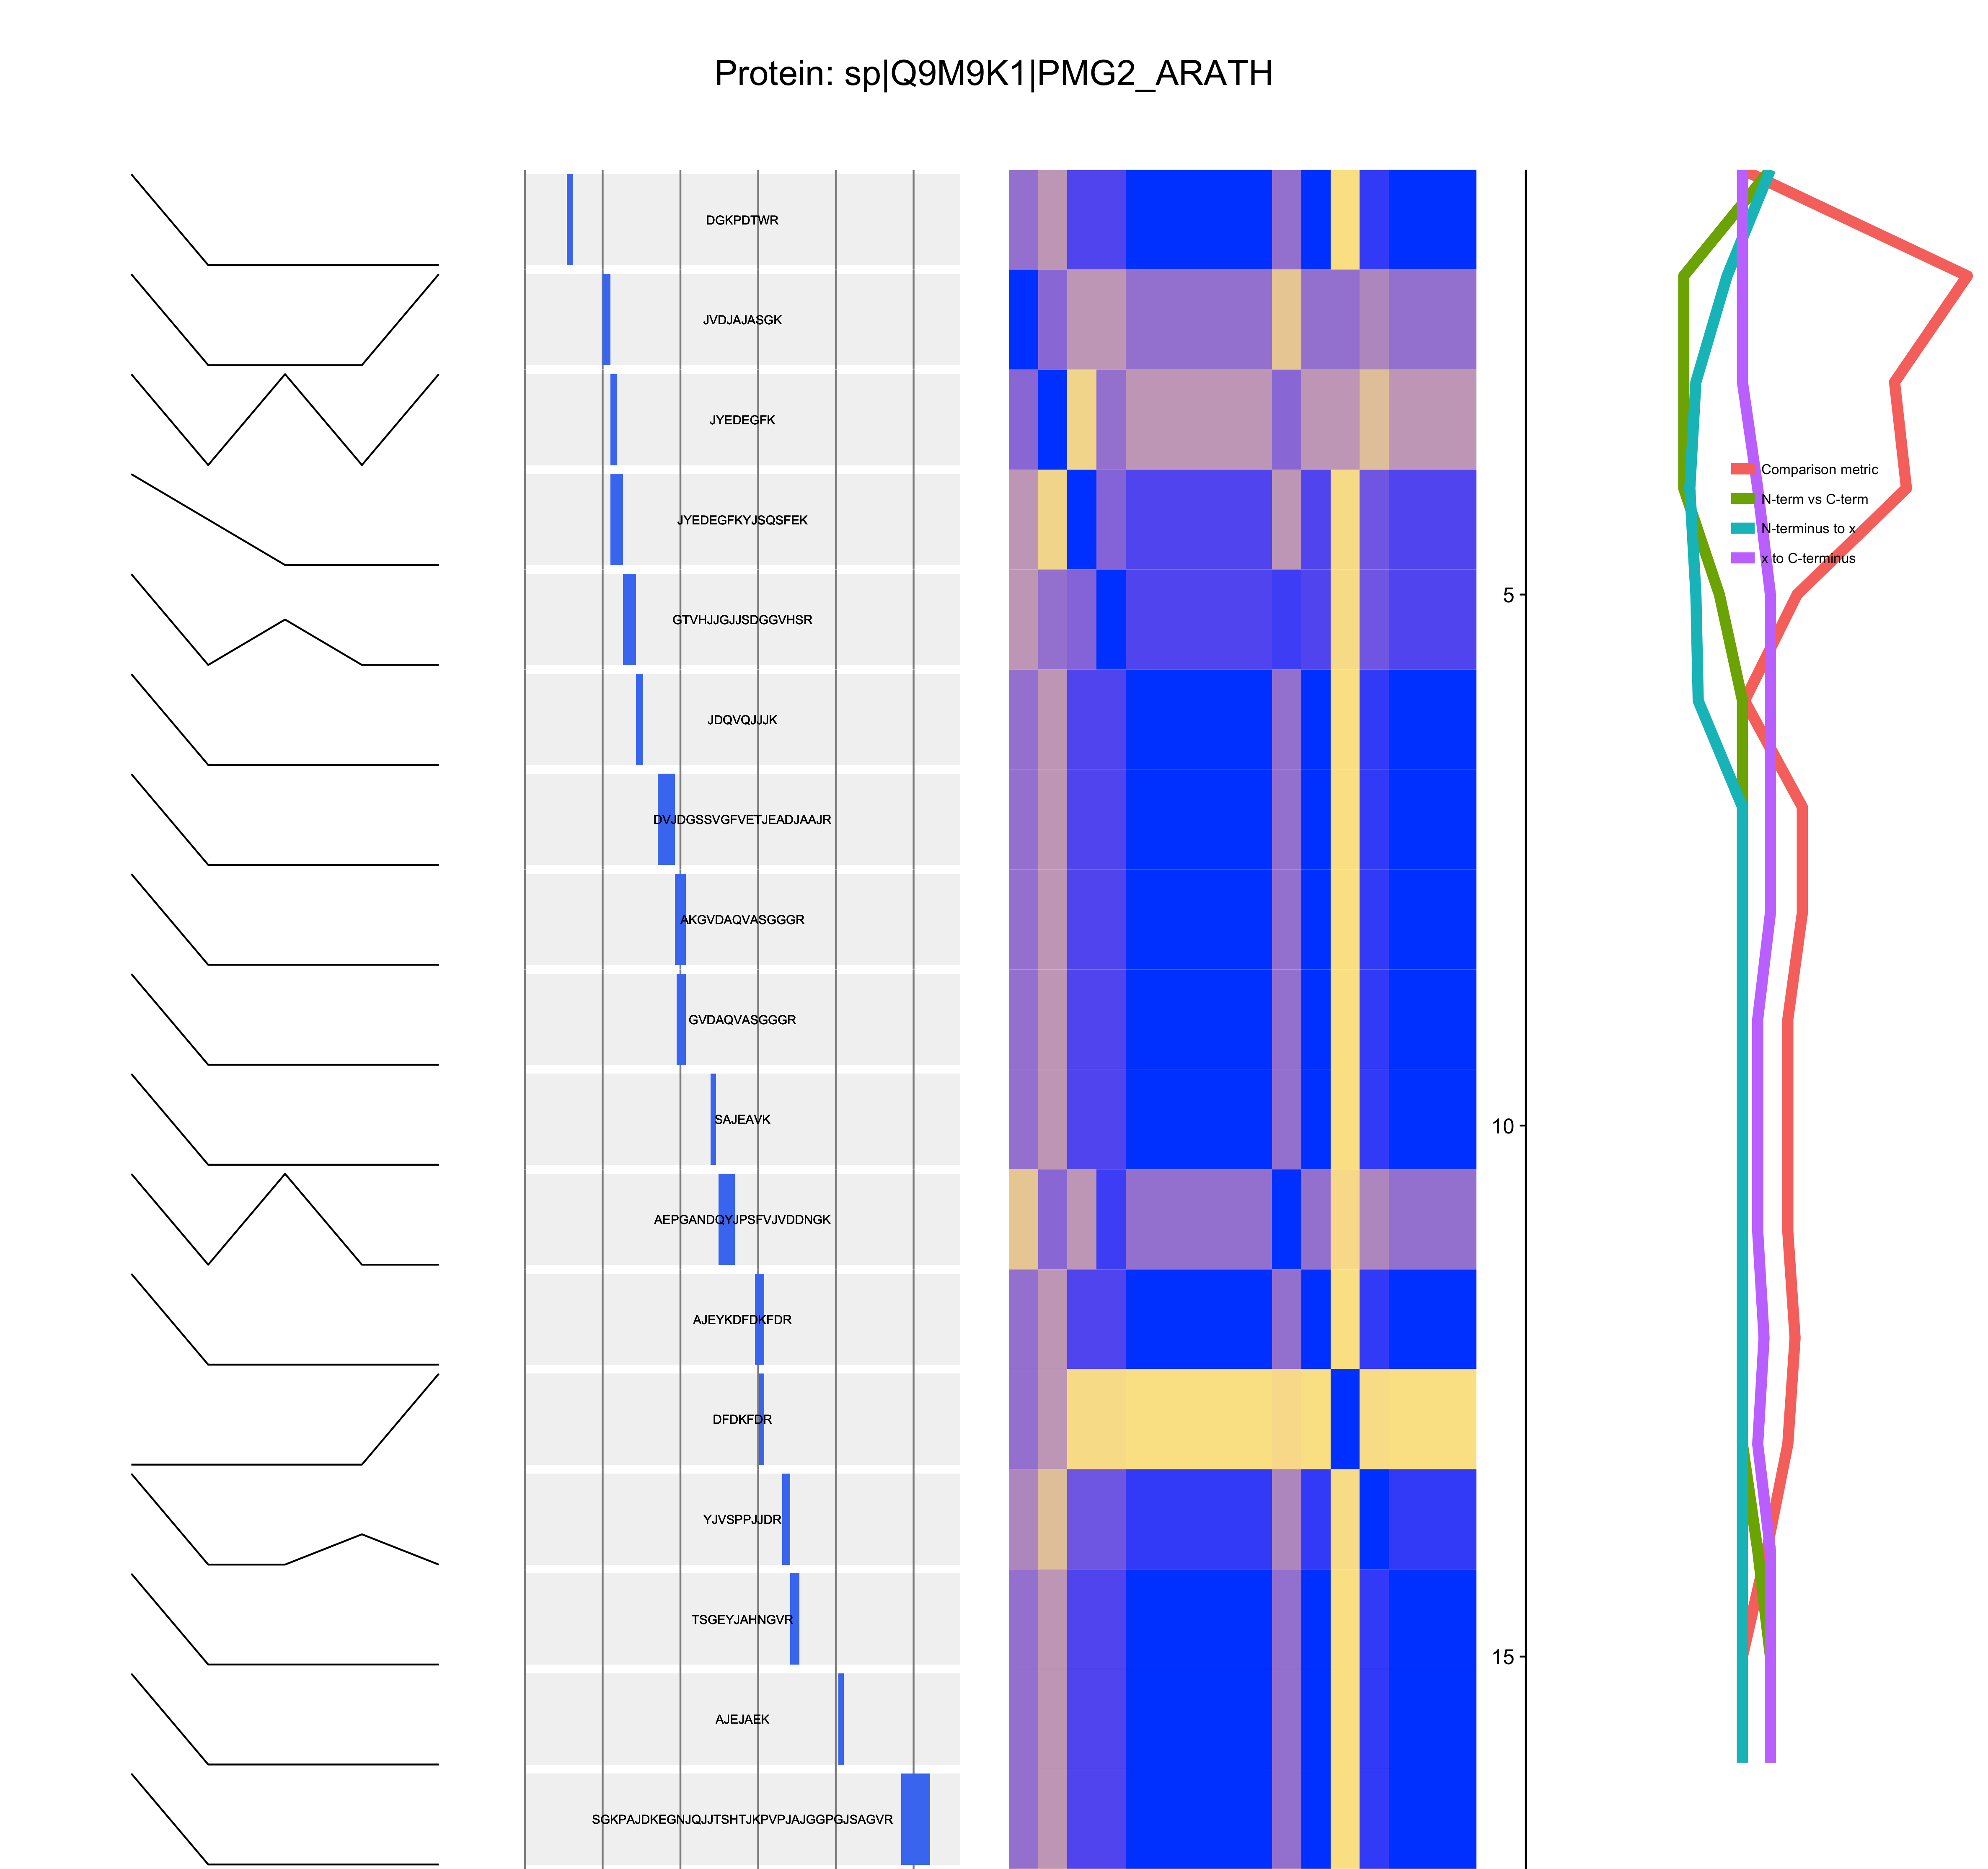 Protein: sp|Q9M9K1|PMG2_ARATH
DGKPDTWR
JVDJAJASGK
JYEDEGFK
JYEDEGFKYJSQSFEK
GTVHJJGJJSDGGVHSR
JDQVQJJJK
DVJDGSSVGFVETJEADJAAJR
AKGVDAQVASGGGR
GVDAQVASGGGR
SAJEAVK
AEPGANDQYJPSFVJVDDNGK
AJEYKDFDKFDR
DFDKFDR
YJVSPPJJDR
TSGEYJAHNGVR
AJEJAEK
SGKPAJDKEGNJQJJTSHTJKPVPJAJGGPGJSAGVR
5
10
15
Comparison metric
N-term vs C-term
N-terminus to x
x to C-terminus